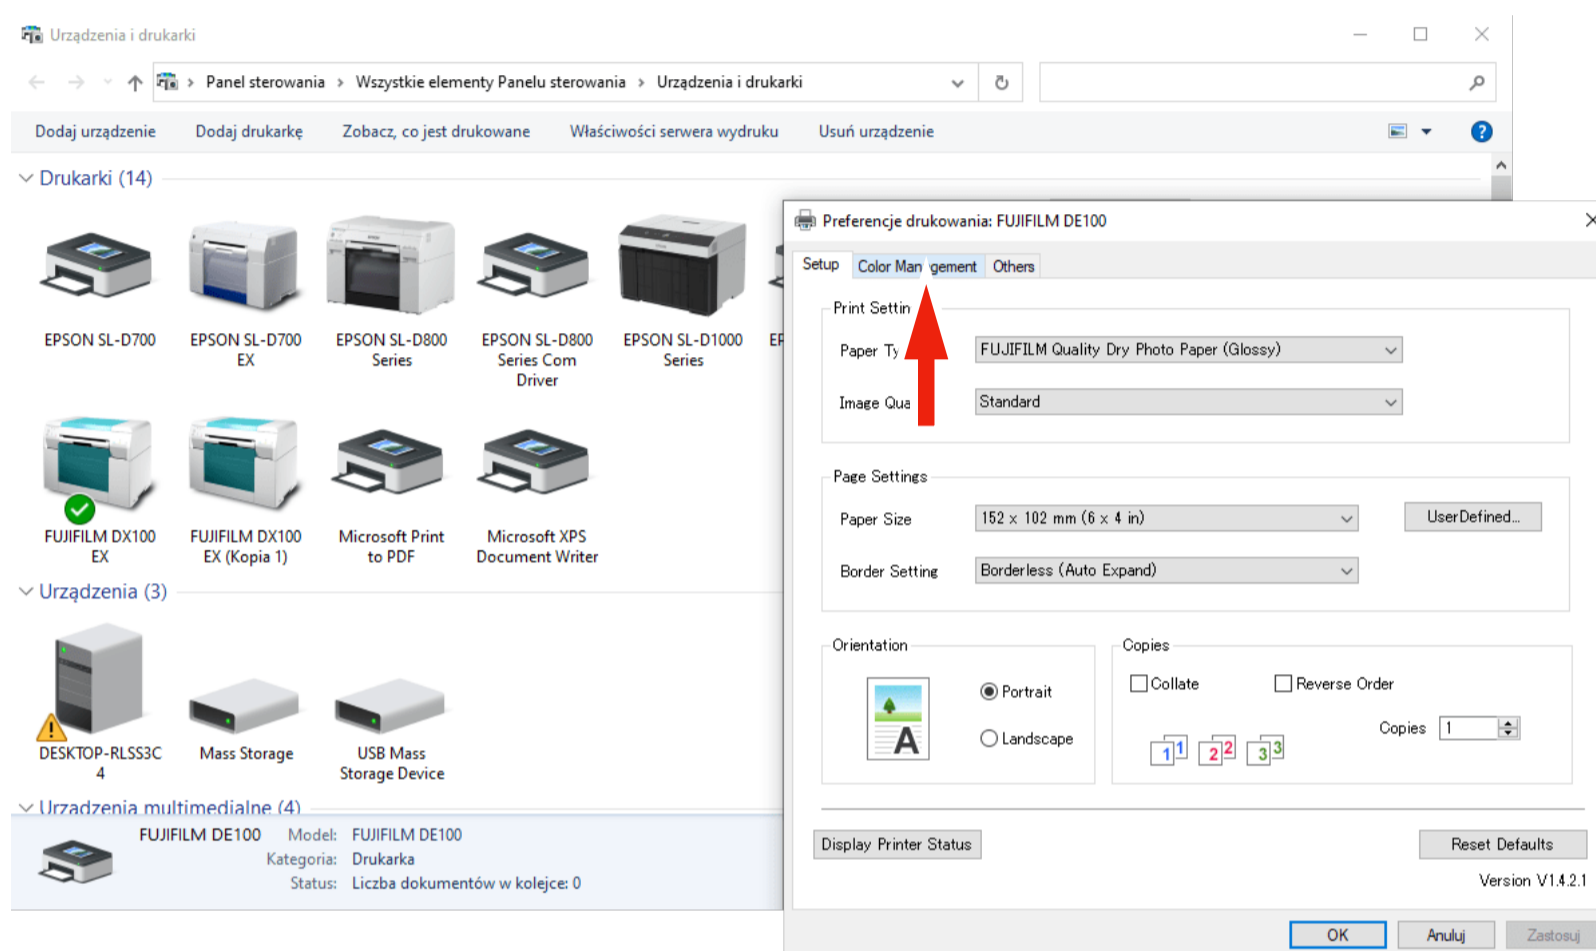 Urządzenia i drukarki
Panel sterowania > Wszystkie elementy Panelu sterowania > Urządzenia i drukarki
Dodaj urządzenie Dodaj drukarkę Zobacz, co jest drukowane Właściwości serwera wydruku Usuń urządzenie
Drukarki (14)
EPSON SL-D700
EPSON SL-D700
EX
EPSON SL-D800
Series
EPSON SL-D800
Series Com
Driver
EPSON SL-D1000
Series
FUJIFILM DX100
EX
FUJIFILM DX100
EX (Kopia 1)
Microsoft Print
to PDF
Microsoft XPS
Document Writer
Urządzenia (3)
DESKTOP-RLSS3C
4
Mass Storage
USB Mass
Storage Device
Urządzenia multimedialne (4)
FUJIFILM DE100 Model: FUJIFILM DE100
Kategoria: Drukarka
Status: Liczba dokumentów w kolejce: 0
Preferencje drukowania: FUJIFILM DE100
Setup Color Man gement Others
Print Settin
Paper Ty FUJIFILM Quality Dry Photo Paper (Glossy)
Image Qua Standard
Page Settings
Paper Size 152 x 102 mm (6 x 4 in) UserDefined...
Border Setting Borderless (Auto Expand)
Orientation
A
Portrait
Landscape
Copies
Collate Reverse Order
Copies 1
1 1 2 2 3 3
Display Printer Status Reset Defaults
Version V1.4.2.1
OK Anuluj Zastosuj